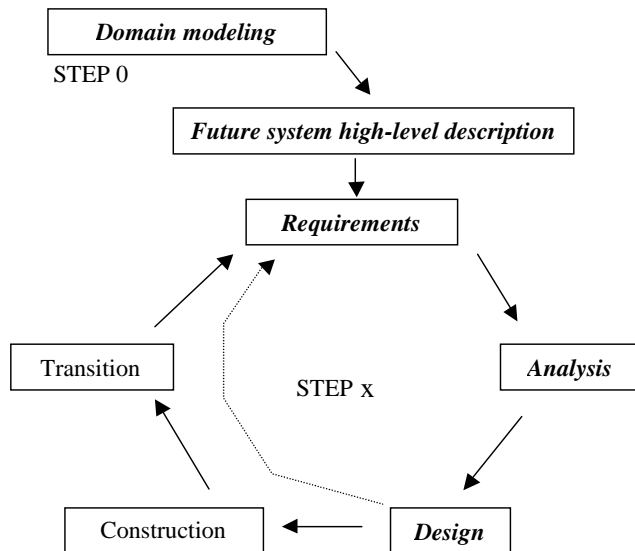 Domain modeling
STEP 0
Future system high-level description
Requirements
Transition
Analysis
STEP x
Construction
Design